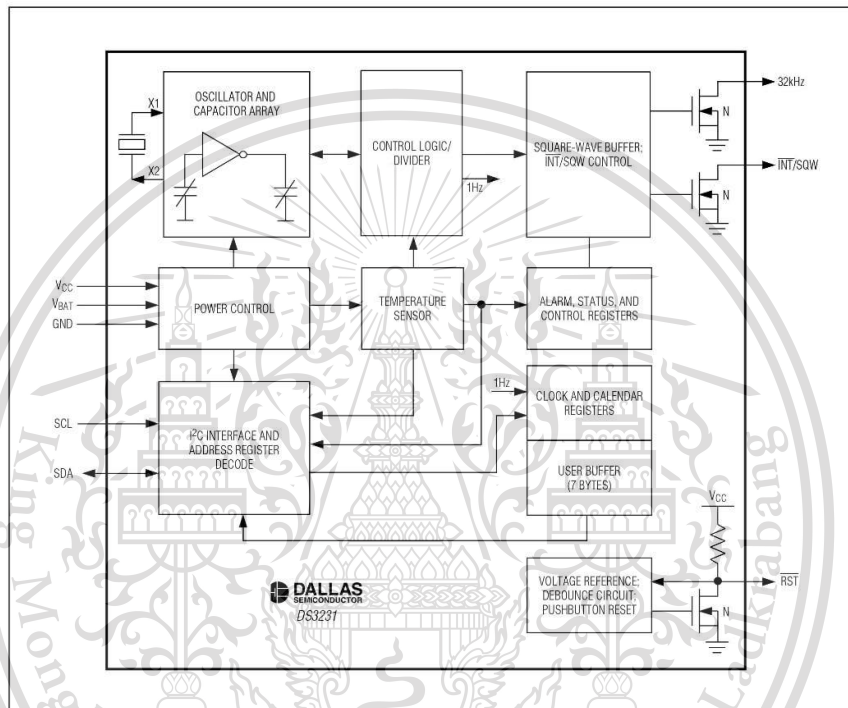 X1
X2
OSCILLATOR AND
CAPACITOR ARRAY
CONTROL LOGIC/
DIVIDER
1Hz
SQUARE-WAVE BUFFER;
INT/SQW CONTROL
N
32kHz
N
INT/SQW
VCC
VBAT
GND
POWER CONTROL
TEMPERATURE
SENSOR
ALARM, STATUS, AND
CONTROL REGISTERS
SCL
SDA
I²C INTERFACE AND
ADDRESS REGISTER
DECODE
1Hz
CLOCK AND CALENDAR
REGISTERS
USER BUFFER
(7 BYTES)
VCC
VOLTAGE REFERENCE;
DEBOUNCE CIRCUIT;
PUSHBUTTON RESET
N
RST
DALLAS
SEMICONDUCTOR
DS3231
King Mong
Ladkrabang